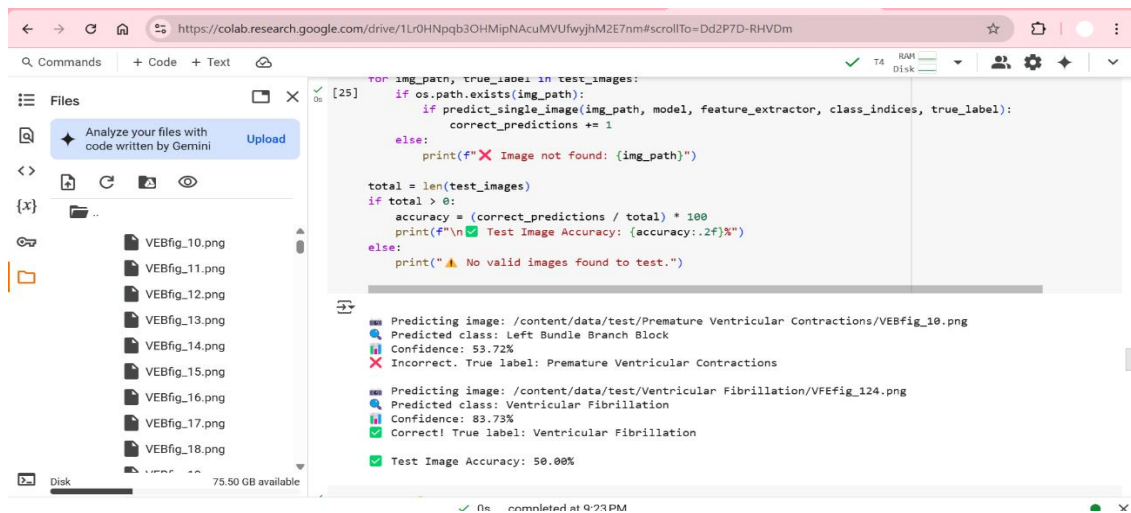 https://colab.research.google.com/drive/1Lr0HNpqb3OHMipNAcuMVUfwyjhM2E7nm#scrollTo=Dd2P7D-RHVDm
Commands + Code + Text
T4 RAM
Disk
Files
Analyze your files with
code written by Gemini
Upload
{x}
..
VEBfig_10.png
VEBfig_11.png
VEBfig_12.png
VEBfig_13.png
VEBfig_14.png
VEBfig_15.png
VEBfig_16.png
VEBfig_17.png
VEBfig_18.png
Disk 75.50 GB available
0s
[25]
for img_path, true_label in test_images:
if os.path.exists(img_path):
if predict_single_image(img_path, model, feature_extractor, class_indices, true_label):
correct_predictions += 1
else:
print(f"❌ Image not found: {img_path}")
total = len(test_images)
if total > 0:
accuracy = (correct_predictions / total) * 100
print(f"\n✅ Test Image Accuracy: {accuracy:.2f}%")
else:
print("⚠️ No valid images found to test.")
Predicting image: /content/data/test/Premature Ventricular Contractions/VEBfig_10.png
Predicted class: Left Bundle Branch Block
Confidence: 53.72%
❌ Incorrect. True label: Premature Ventricular Contractions
Predicting image: /content/data/test/Ventricular Fibrillation/VFEfig_124.png
Predicted class: Ventricular Fibrillation
Confidence: 83.73%
✅ Correct! True label: Ventricular Fibrillation
✅ Test Image Accuracy: 50.00%
0s completed at 9:23 PM